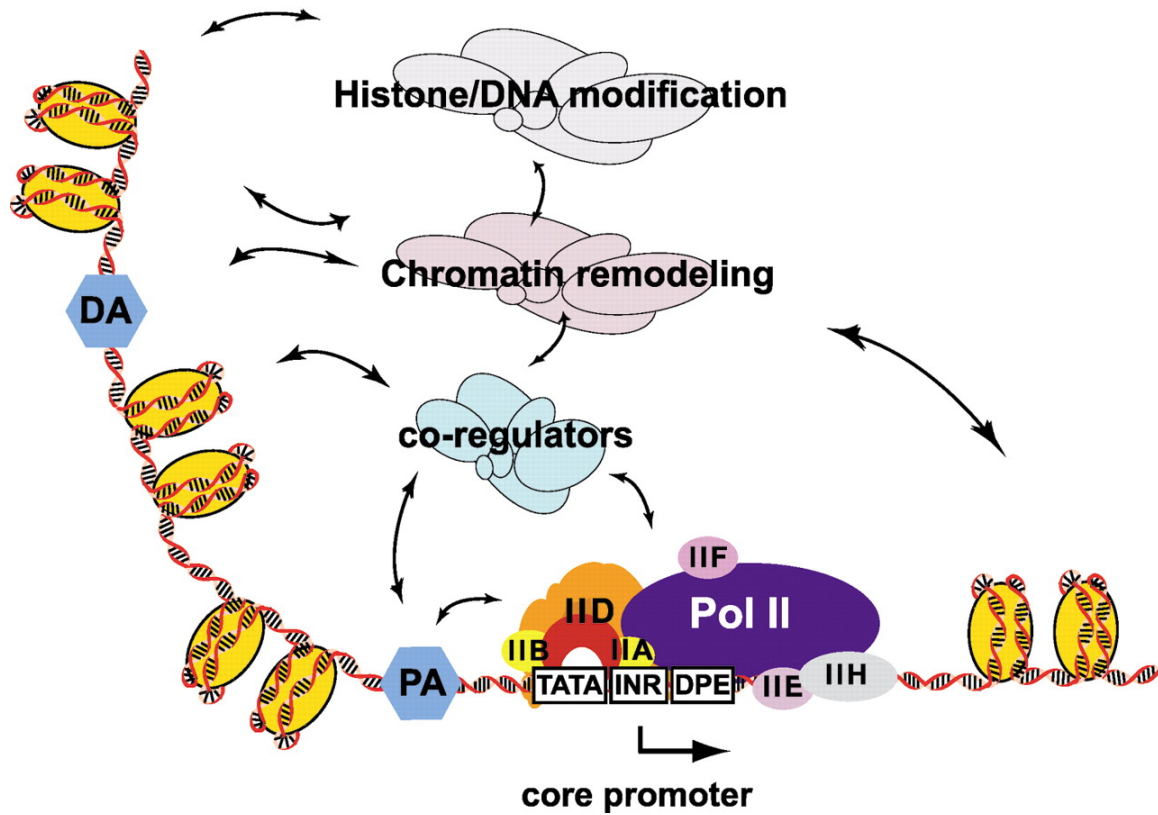 Histone/DNA modification
Chromatin remodeling
DA
co-regulators
IIF
IID
Pol II
IIB
IIA
PA
TATA
INR
DPE
IIE
IIH
core promoter